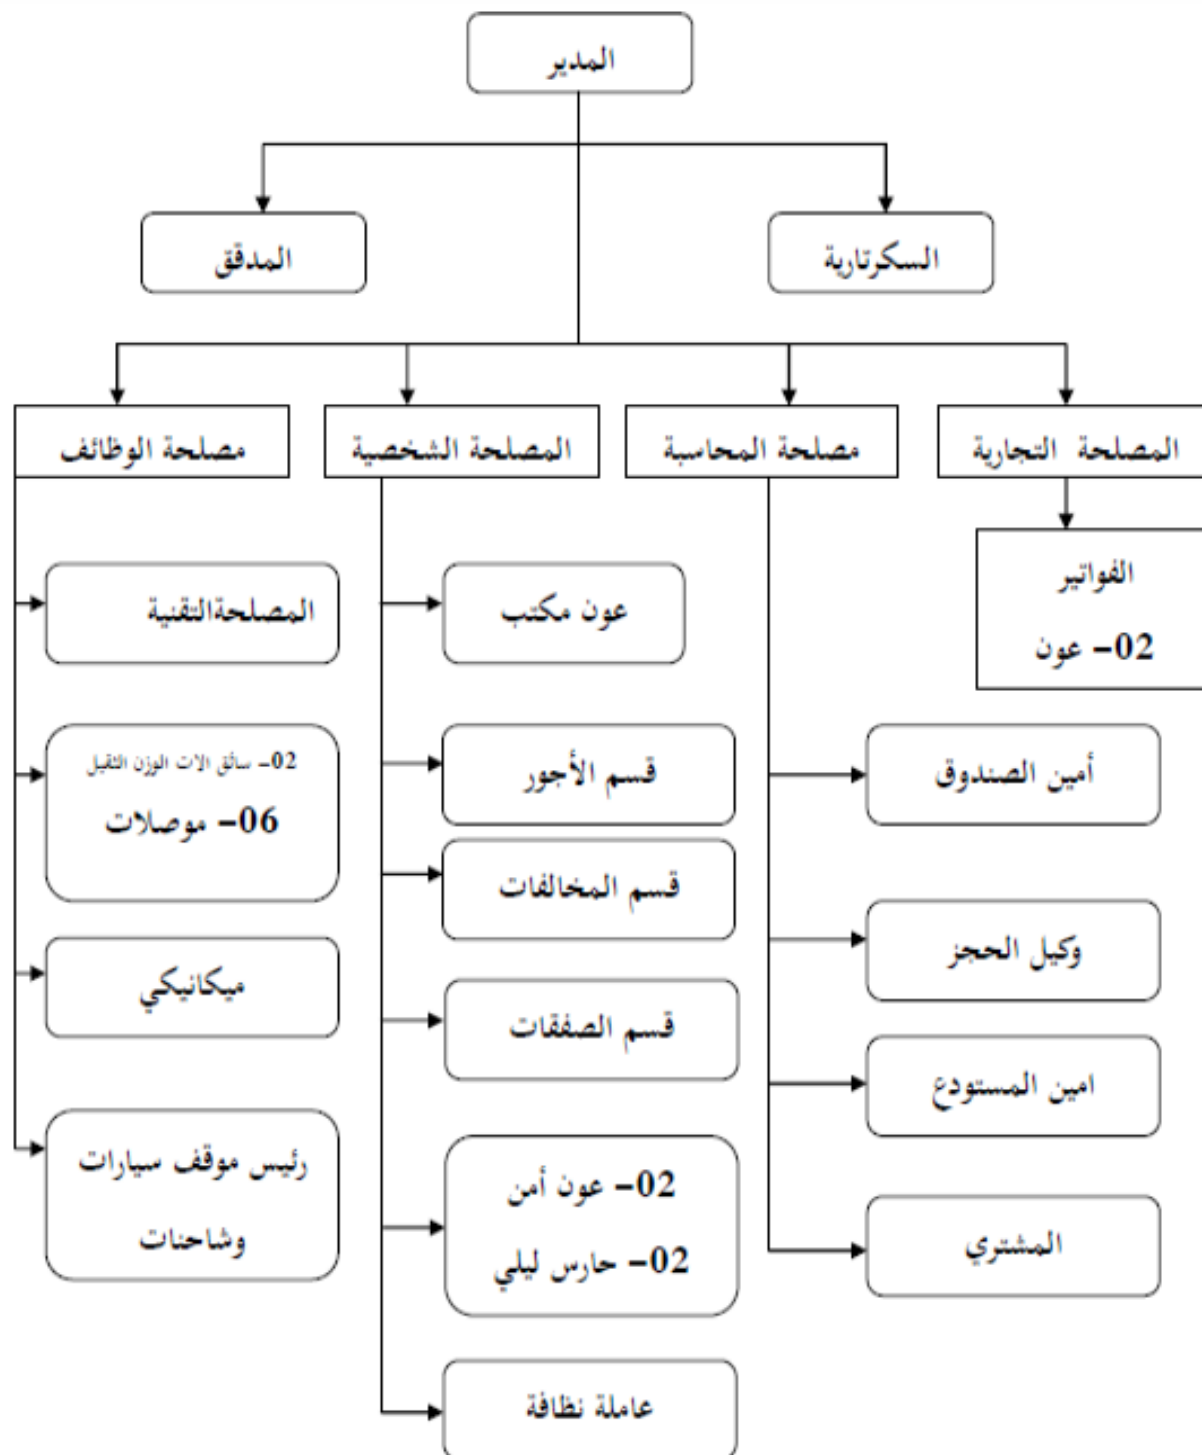 المدير
السكرتارية
المدقق
المصلحة التجارية
مصلحة المحاسبة
المصلحة الشخصية
مصلحة الوظائف
الفواتير
02- عون
أمين الصندوق
وكيل الحجز
امين المستودع
المشتري
عون مكتب
قسم الأجور
قسم المخالفات
قسم الصفقات
02- عون أمن
02- حارس ليلي
عاملة نظافة
المصلحةالتقنية
02- سائق الات الوزن الثقيل
06- موصلات
ميكانيكي
رئيس موقف سيارات
وشاحنات